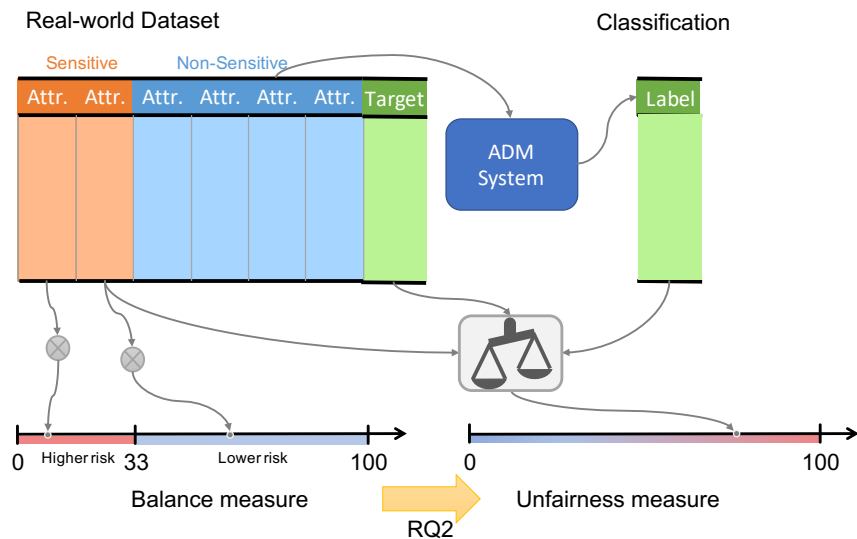 Real-world Dataset
Classification
Sensitive
Non-Sensitive
Attr. Attr. Attr. Attr. Attr. Attr. Target
Label
ADM
System
0 Higher risk 33 Lower risk 100
0 100
Balance measure
Unfairness measure
RQ2